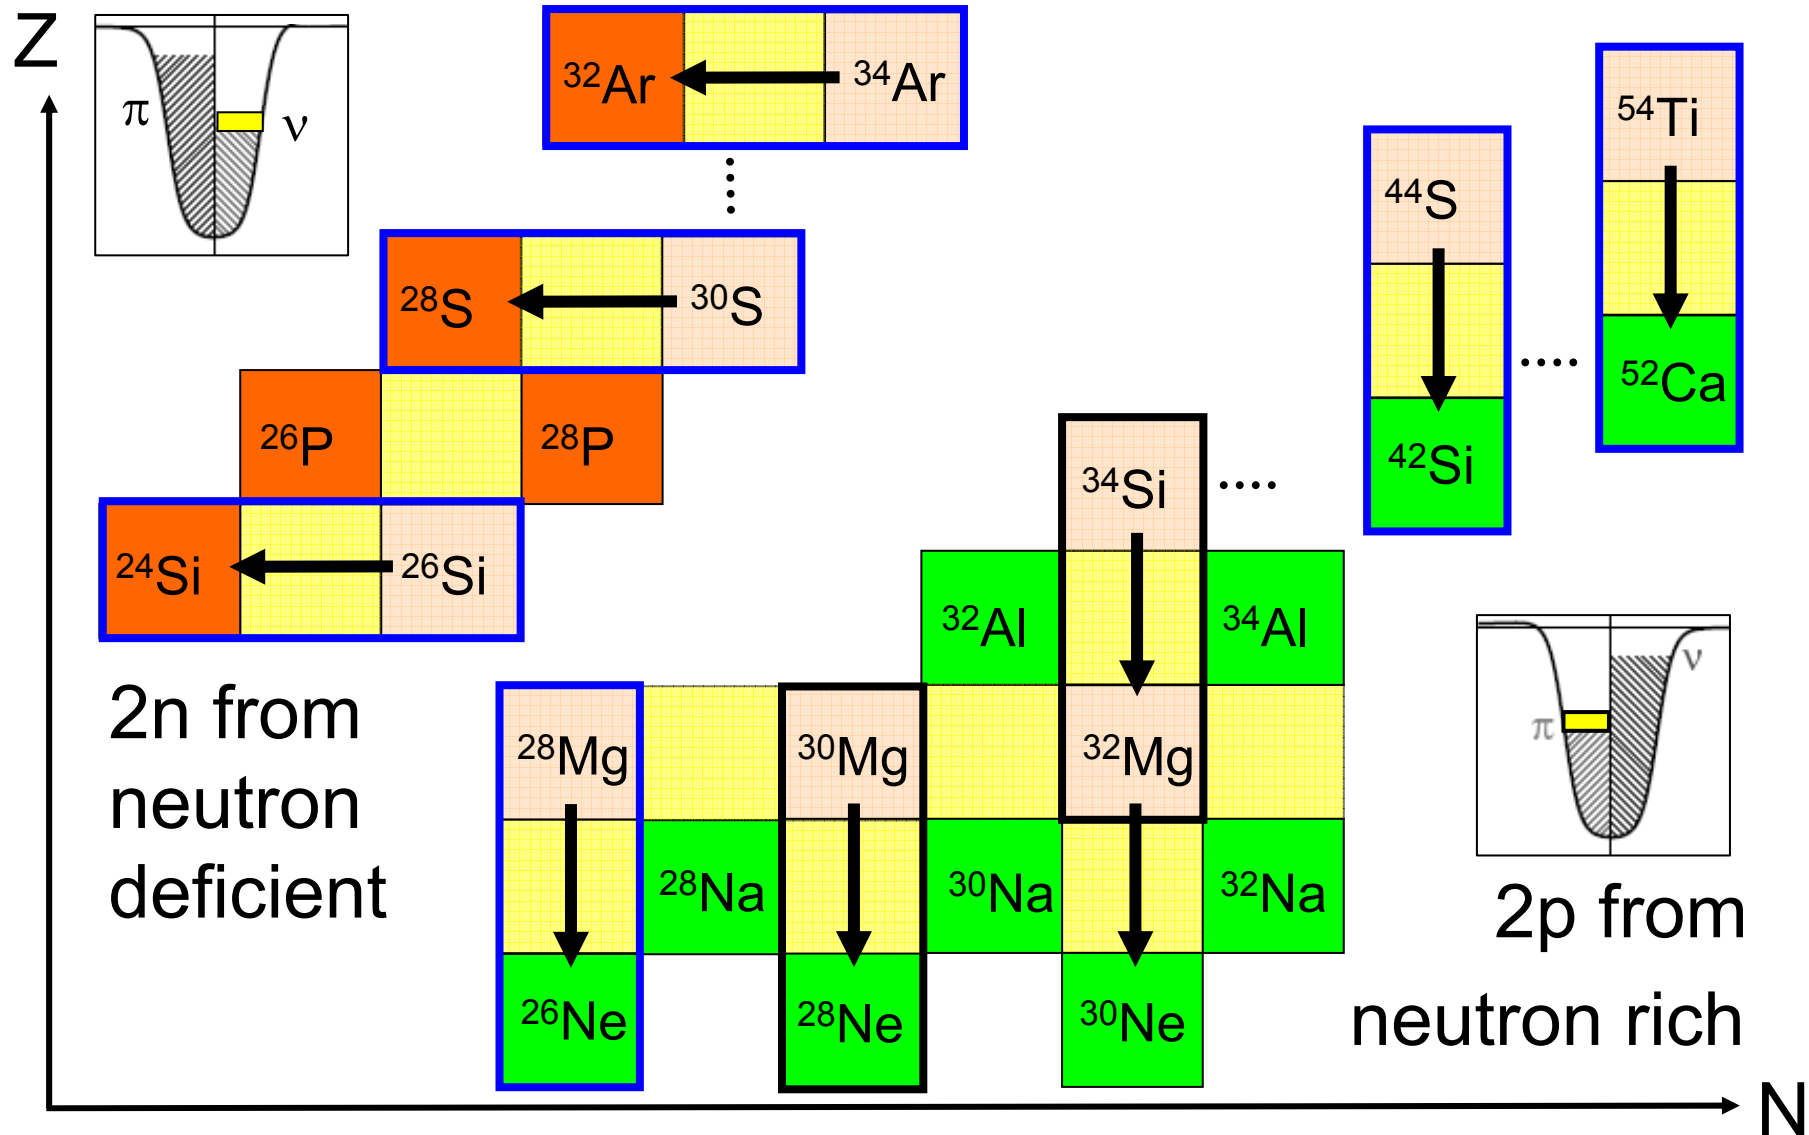 Z
π
ν
³²Ar
³⁴Ar
⁵⁴Ti
⁴⁴S
²⁸S
³⁰S
⁵²Ca
²⁶P
²⁸P
⁴²Si
³⁴Si
²⁴Si
²⁶Si
³²Al
³⁴Al
ν
π
2n from
neutron
deficient
²⁸Mg
³⁰Mg
³²Mg
²⁸Na
³⁰Na
³²Na
2p from
neutron rich
²⁶Ne
²⁸Ne
³⁰Ne
N